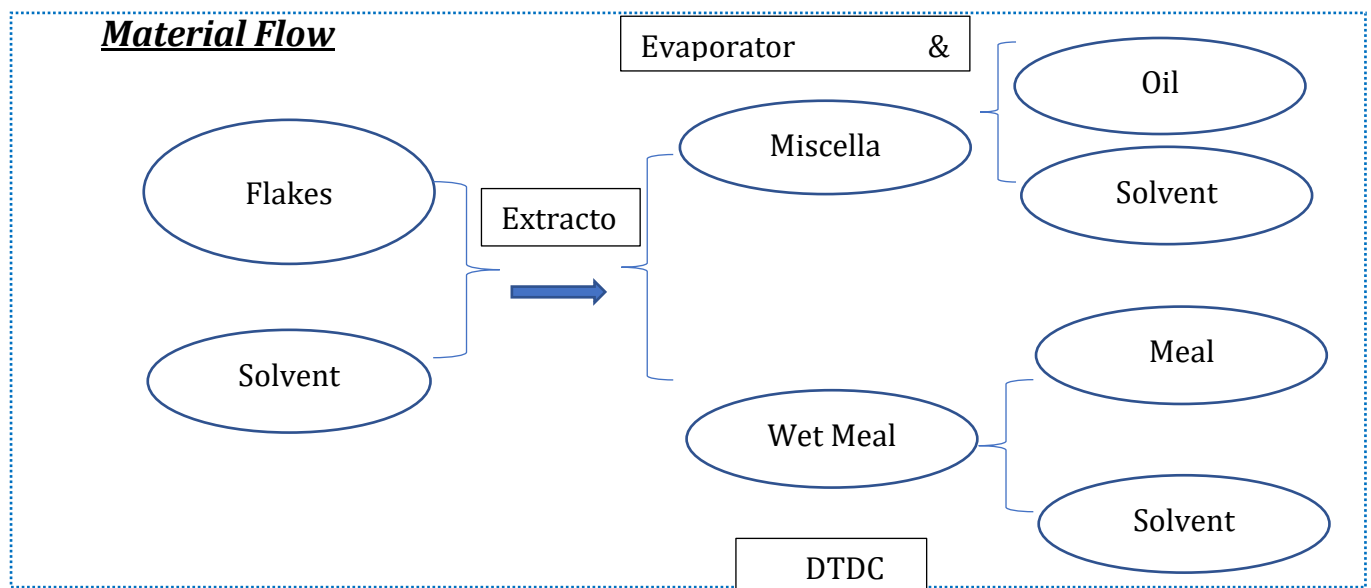 Material Flow
Evaporator &
Oil
Miscella
Flakes
Solvent
Extracto
Solvent
Meal
Wet Meal
Solvent
DTDC